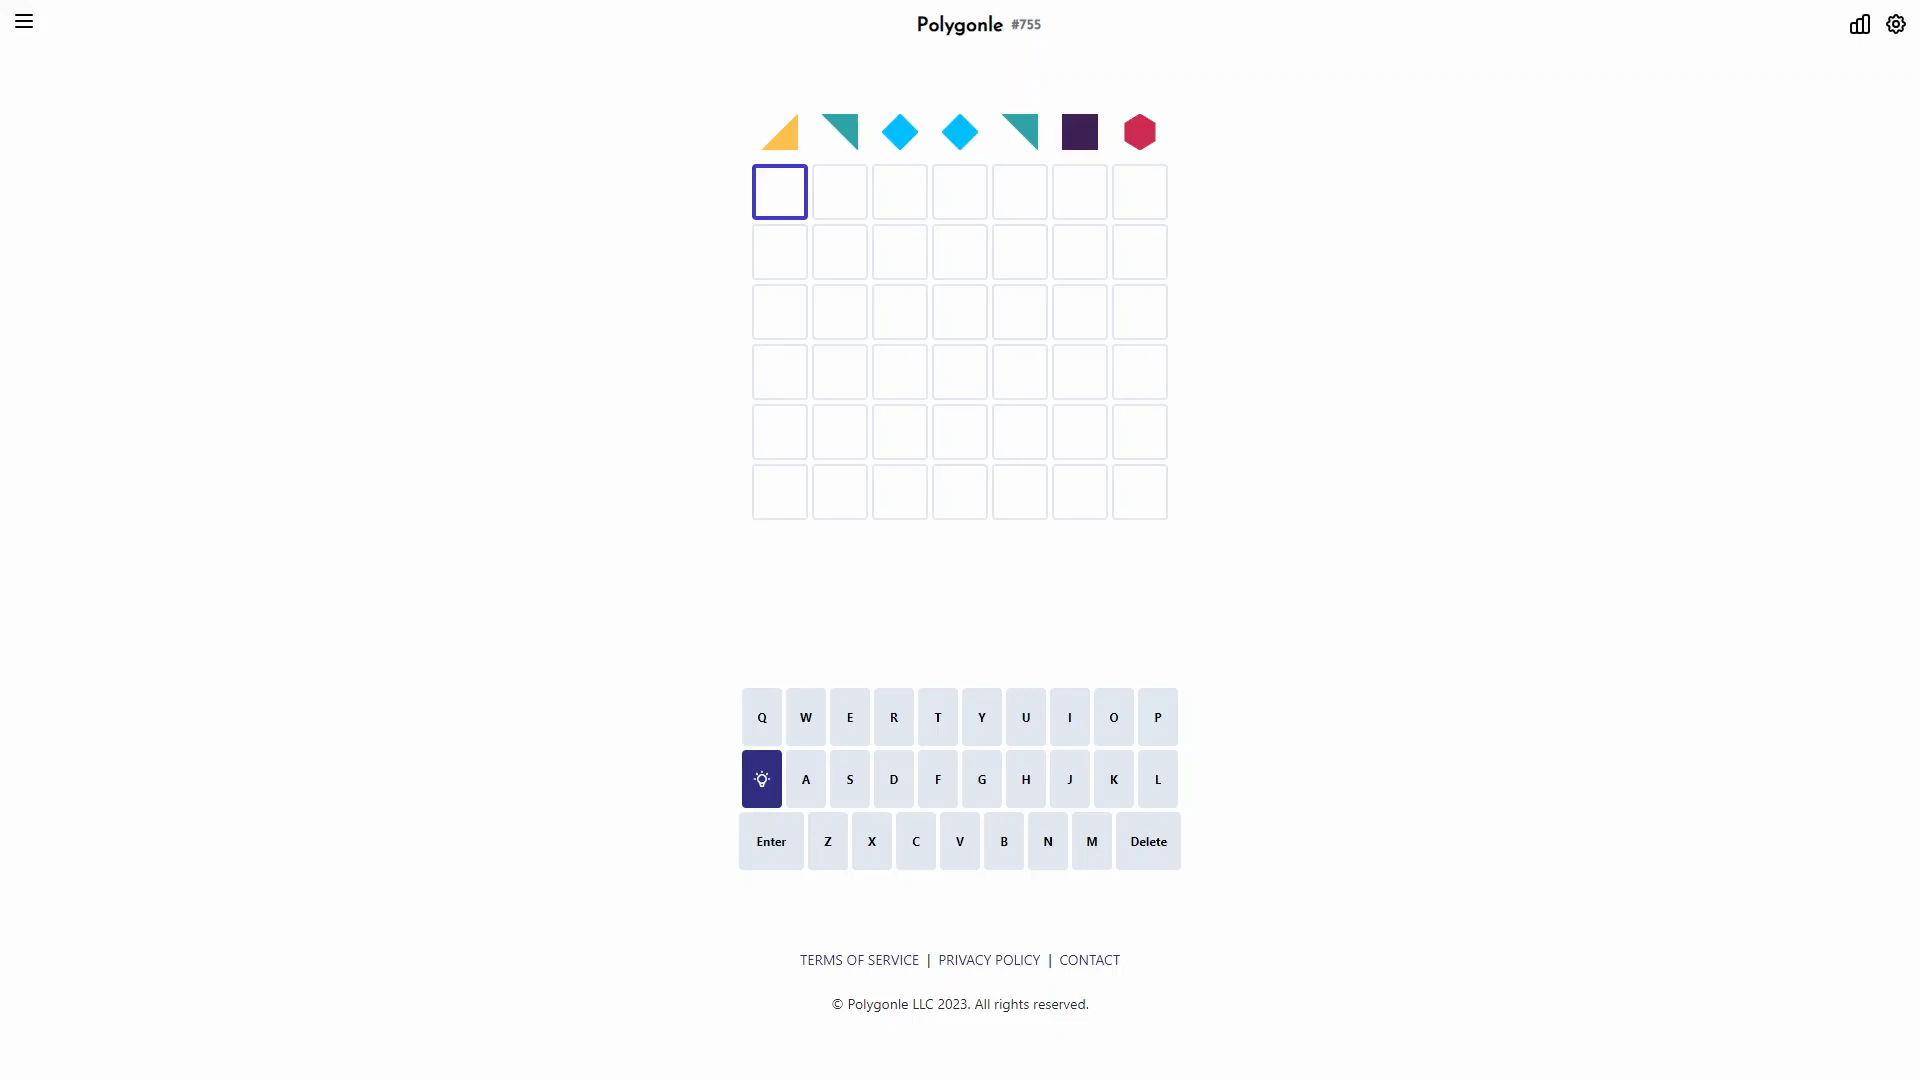 Polygonle #755
Q W E R T Y U I O P
A S D F G H J K L
Enter Z X C V B N M Delete
TERMS OF SERVICE | PRIVACY POLICY | CONTACT
© Polygonle LLC 2023. All rights reserved.